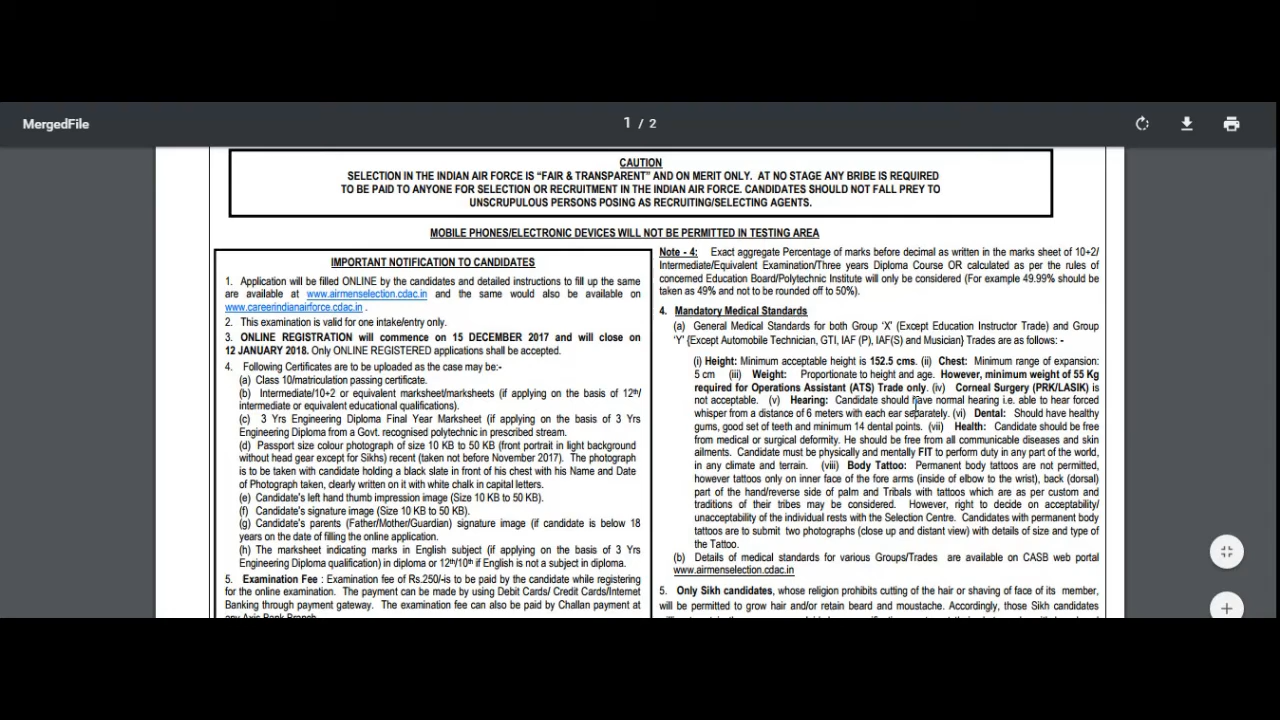 MergedFile
1 / 2
CAUTION
SELECTION IN THE INDIAN AIR FORCE IS “FAIR & TRANSPARENT” AND ON MERIT ONLY. AT NO STAGE ANY BRIBE IS REQUIRED
TO BE PAID TO ANYONE FOR SELECTION OR RECRUITMENT IN THE INDIAN AIR FORCE. CANDIDATES SHOULD NOT FALL PREY TO
UNSCRUPULOUS PERSONS POSING AS RECRUITING/SELECTING AGENTS.
MOBILE PHONES/ELECTRONIC DEVICES WILL NOT BE PERMITTED IN TESTING AREA
IMPORTANT NOTIFICATION TO CANDIDATES
1. Application will be filled ONLINE by the candidates and detailed instructions to fill up the same
are available at www.airmenselection.cdac.in and the same would also be available on
www.careerindianairforce.cdac.in .
2. This examination is valid for one intake/entry only.
3. ONLINE REGISTRATION will commence on 15 DECEMBER 2017 and will close on
12 JANUARY 2018. Only ONLINE REGISTERED applications shall be accepted.
4. Following Certificates are to be uploaded as the case may be:-
(a) Class 10/matriculation passing certificate.
(b) Intermediate/10+2 or equivalent marksheet/marksheets (if applying on the basis of 12th/
intermediate or equivalent educational qualifications).
(c) 3 Yrs Engineering Diploma Final Year Marksheet (if applying on the basis of 3 Yrs
Engineering Diploma from a Govt. recognised polytechnic in prescribed stream.
(d) Passport size colour photograph of size 10 KB to 50 KB (front portrait in light background
without head gear except for Sikhs) recent (taken not before November 2017). The photograph
is to be taken with candidate holding a black slate in front of his chest with his Name and Date
of Photograph taken, clearly written on it with white chalk in capital letters.
(e) Candidate’s left hand thumb impression image (Size 10 KB to 50 KB).
(f) Candidate’s signature image (Size 10 KB to 50 KB).
(g) Candidate’s parents (Father/Mother/Guardian) signature image (if candidate is below 18
years on the date of filling the online application.
(h) The marksheet indicating marks in English subject (if applying on the basis of 3 Yrs
Engineering Diploma qualification) in diploma or 12th/10th if English is not a subject in diploma.
5. Examination Fee : Examination fee of Rs.250/-is to be paid by the candidate while registering
for the online examination. The payment can be made by using Debit Cards/ Credit Cards/Internet
Banking through payment gateway. The examination fee can also be paid by Challan payment at
any Axis Bank Branch
Note - 4: Exact aggregate Percentage of marks before decimal as written in the marks sheet of 10+2/
Intermediate/Equivalent Examination/Three years Diploma Course OR calculated as per the rules of
concerned Education Board/Polytechnic Institute will only be considered (For example 49.99% should be
taken as 49% and not to be rounded off to 50%).
4. Mandatory Medical Standards
(a) General Medical Standards for both Group ‘X’ (Except Education Instructor Trade) and Group
‘Y’ {Except Automobile Technician, GTI, IAF (P), IAF(S) and Musician} Trades are as follows: -
(i) Height: Minimum acceptable height is 152.5 cms. (ii) Chest: Minimum range of expansion:
5 cm (iii) Weight: Proportionate to height and age. However, minimum weight of 55 Kg
required for Operations Assistant (ATS) Trade only. (iv) Corneal Surgery (PRK/LASIK) is
not acceptable. (v) Hearing: Candidate should have normal hearing i.e. able to hear forced
whisper from a distance of 6 meters with each ear separately. (vi) Dental: Should have healthy
gums, good set of teeth and minimum 14 dental points. (vii) Health: Candidate should be free
from medical or surgical deformity. He should be free from all communicable diseases and skin
ailments. Candidate must be physically and mentally FIT to perform duty in any part of the world,
in any climate and terrain. (viii) Body Tattoo: Permanent body tattoos are not permitted,
however tattoos only on inner face of the fore arms (inside of elbow to the wrist), back (dorsal)
part of the hand/reverse side of palm and Tribals with tattoos which are as per custom and
traditions of their tribes may be considered. However, right to decide on acceptability/
unacceptability of the individual rests with the Selection Centre. Candidates with permanent body
tattoos are to submit two photographs (close up and distant view) with details of size and type of
the Tattoo.
(b) Details of medical standards for various Groups/Trades are available on CASB web portal
www.airmenselection.cdac.in
5. Only Sikh candidates, whose religion prohibits cutting of the hair or shaving of face of its member,
will be permitted to grow hair and/or retain beard and moustache. Accordingly, those Sikh candidates